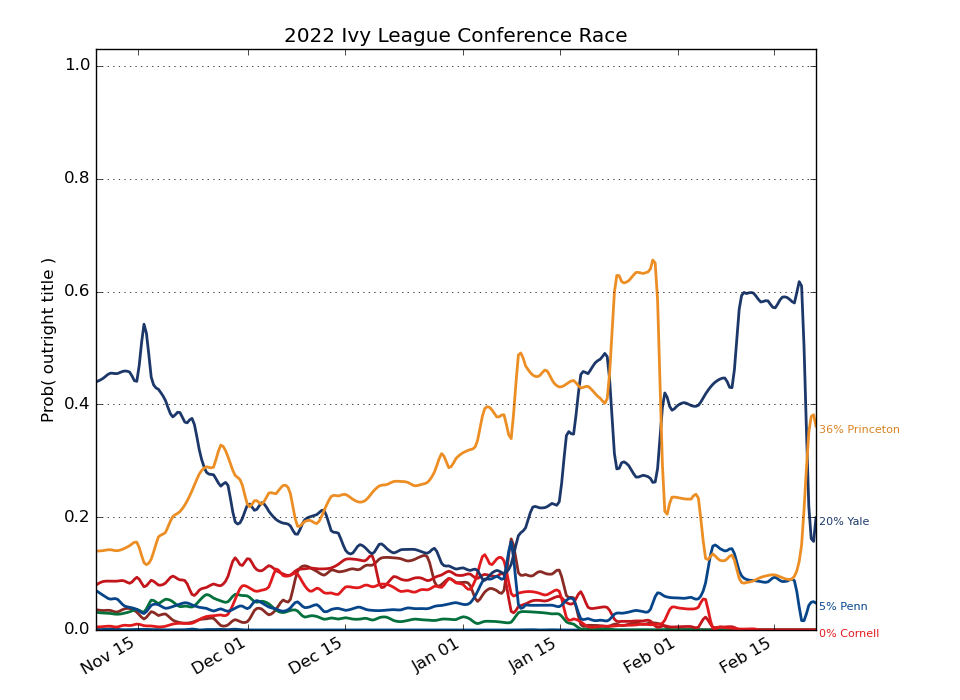 2022 Ivy League Conference Race
Prob( outright title )
1.0
0.8
0.6
0.4
0.2
0.0
36% Princeton
20% Yale
5% Penn
0% Cornell
Nov 15
Dec 01
Dec 15
Jan 01
Jan 15
Feb 01
Feb 15